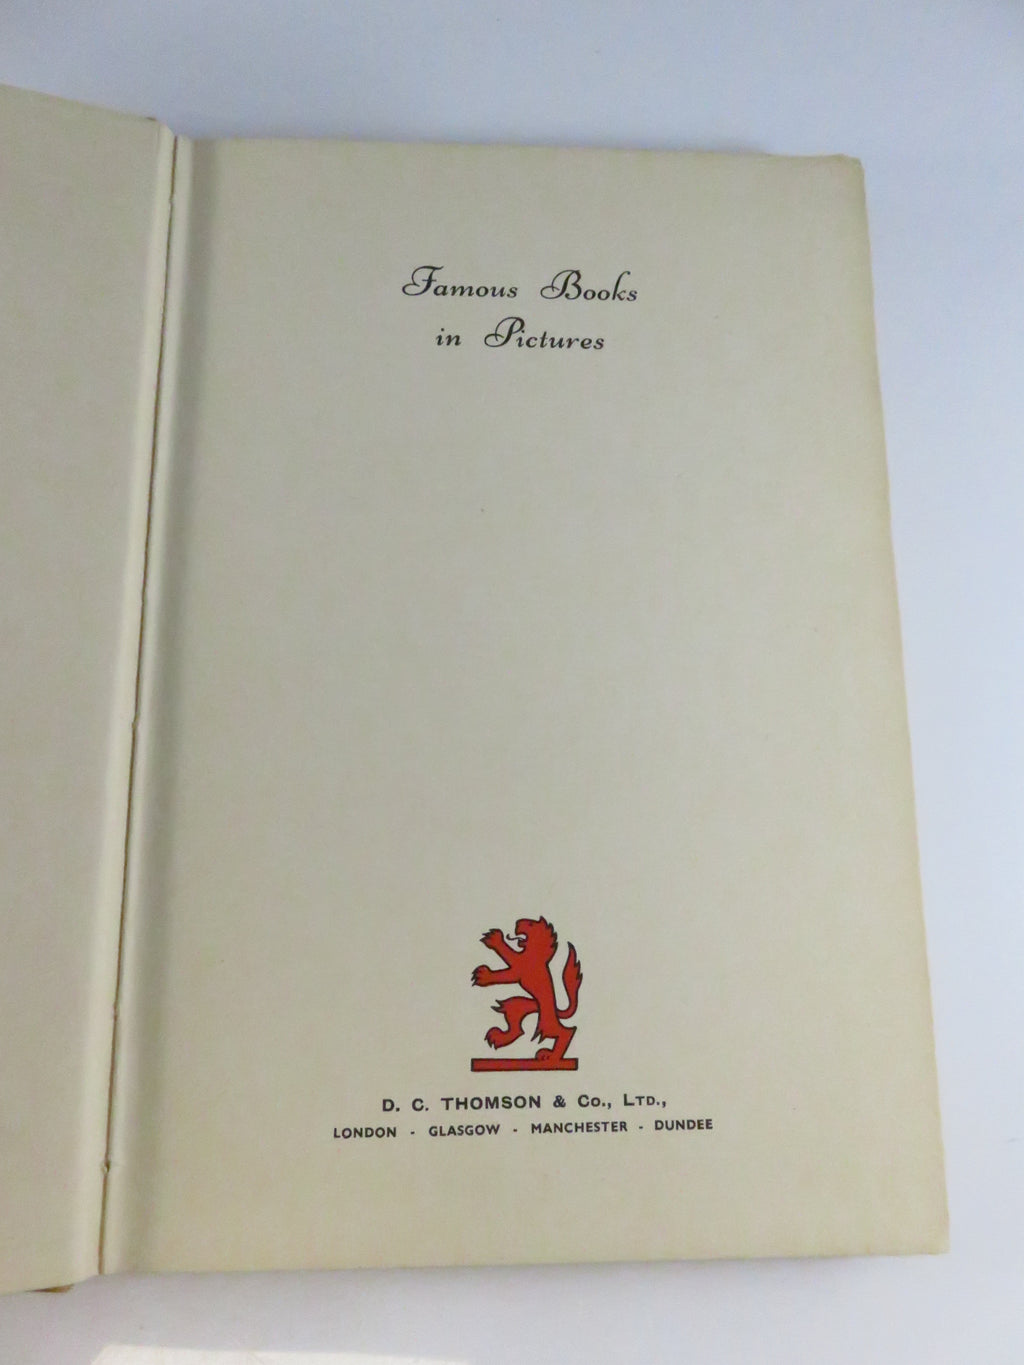 Famous Books
in Pictures
D. C. THOMSON & Co., LTD.,
LONDON - GLASGOW - MANCHESTER - DUNDEE